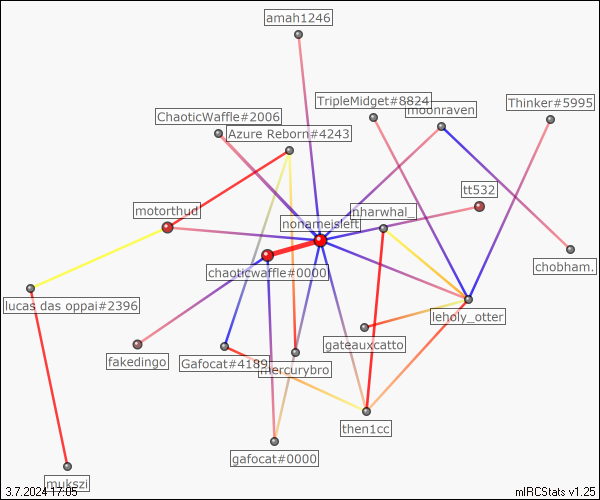 amah1246
TripleMidget#8824
moonraven
Thinker#5995
ChaoticWaffle#2006
Azure Reborn#4243
tt532
motorthud
nharwhal_
nonameisleft
chaoticwaffle#0000
chobham.
lucas das oppai#2396
leholy_otter
gateauxcatto
fakedingo
Gafocat#4189
mercurybro
then1cc
gafocat#0000
mukszi
3.7.2024 17:05
mIRCStats v1.25